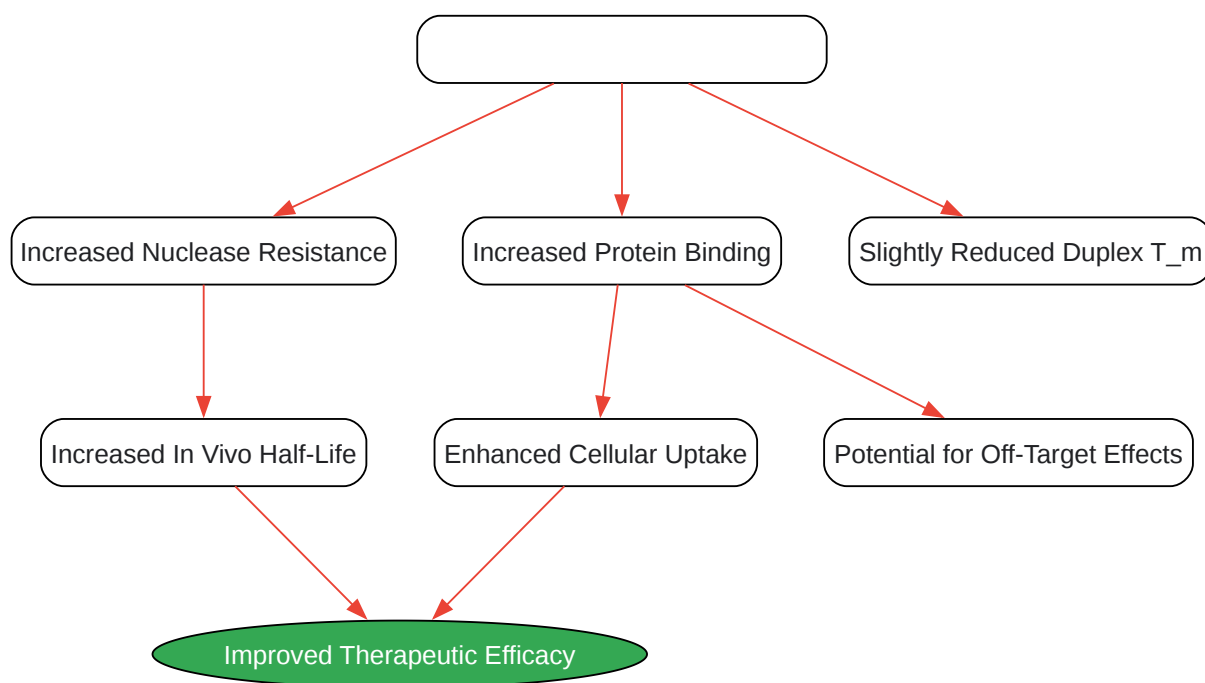 Increased Nuclease Resistance
Increased Protein Binding
Slightly Reduced Duplex T_m
Increased In Vivo Half-Life
Enhanced Cellular Uptake
Potential for Off-Target Effects
Improved Therapeutic Efficacy